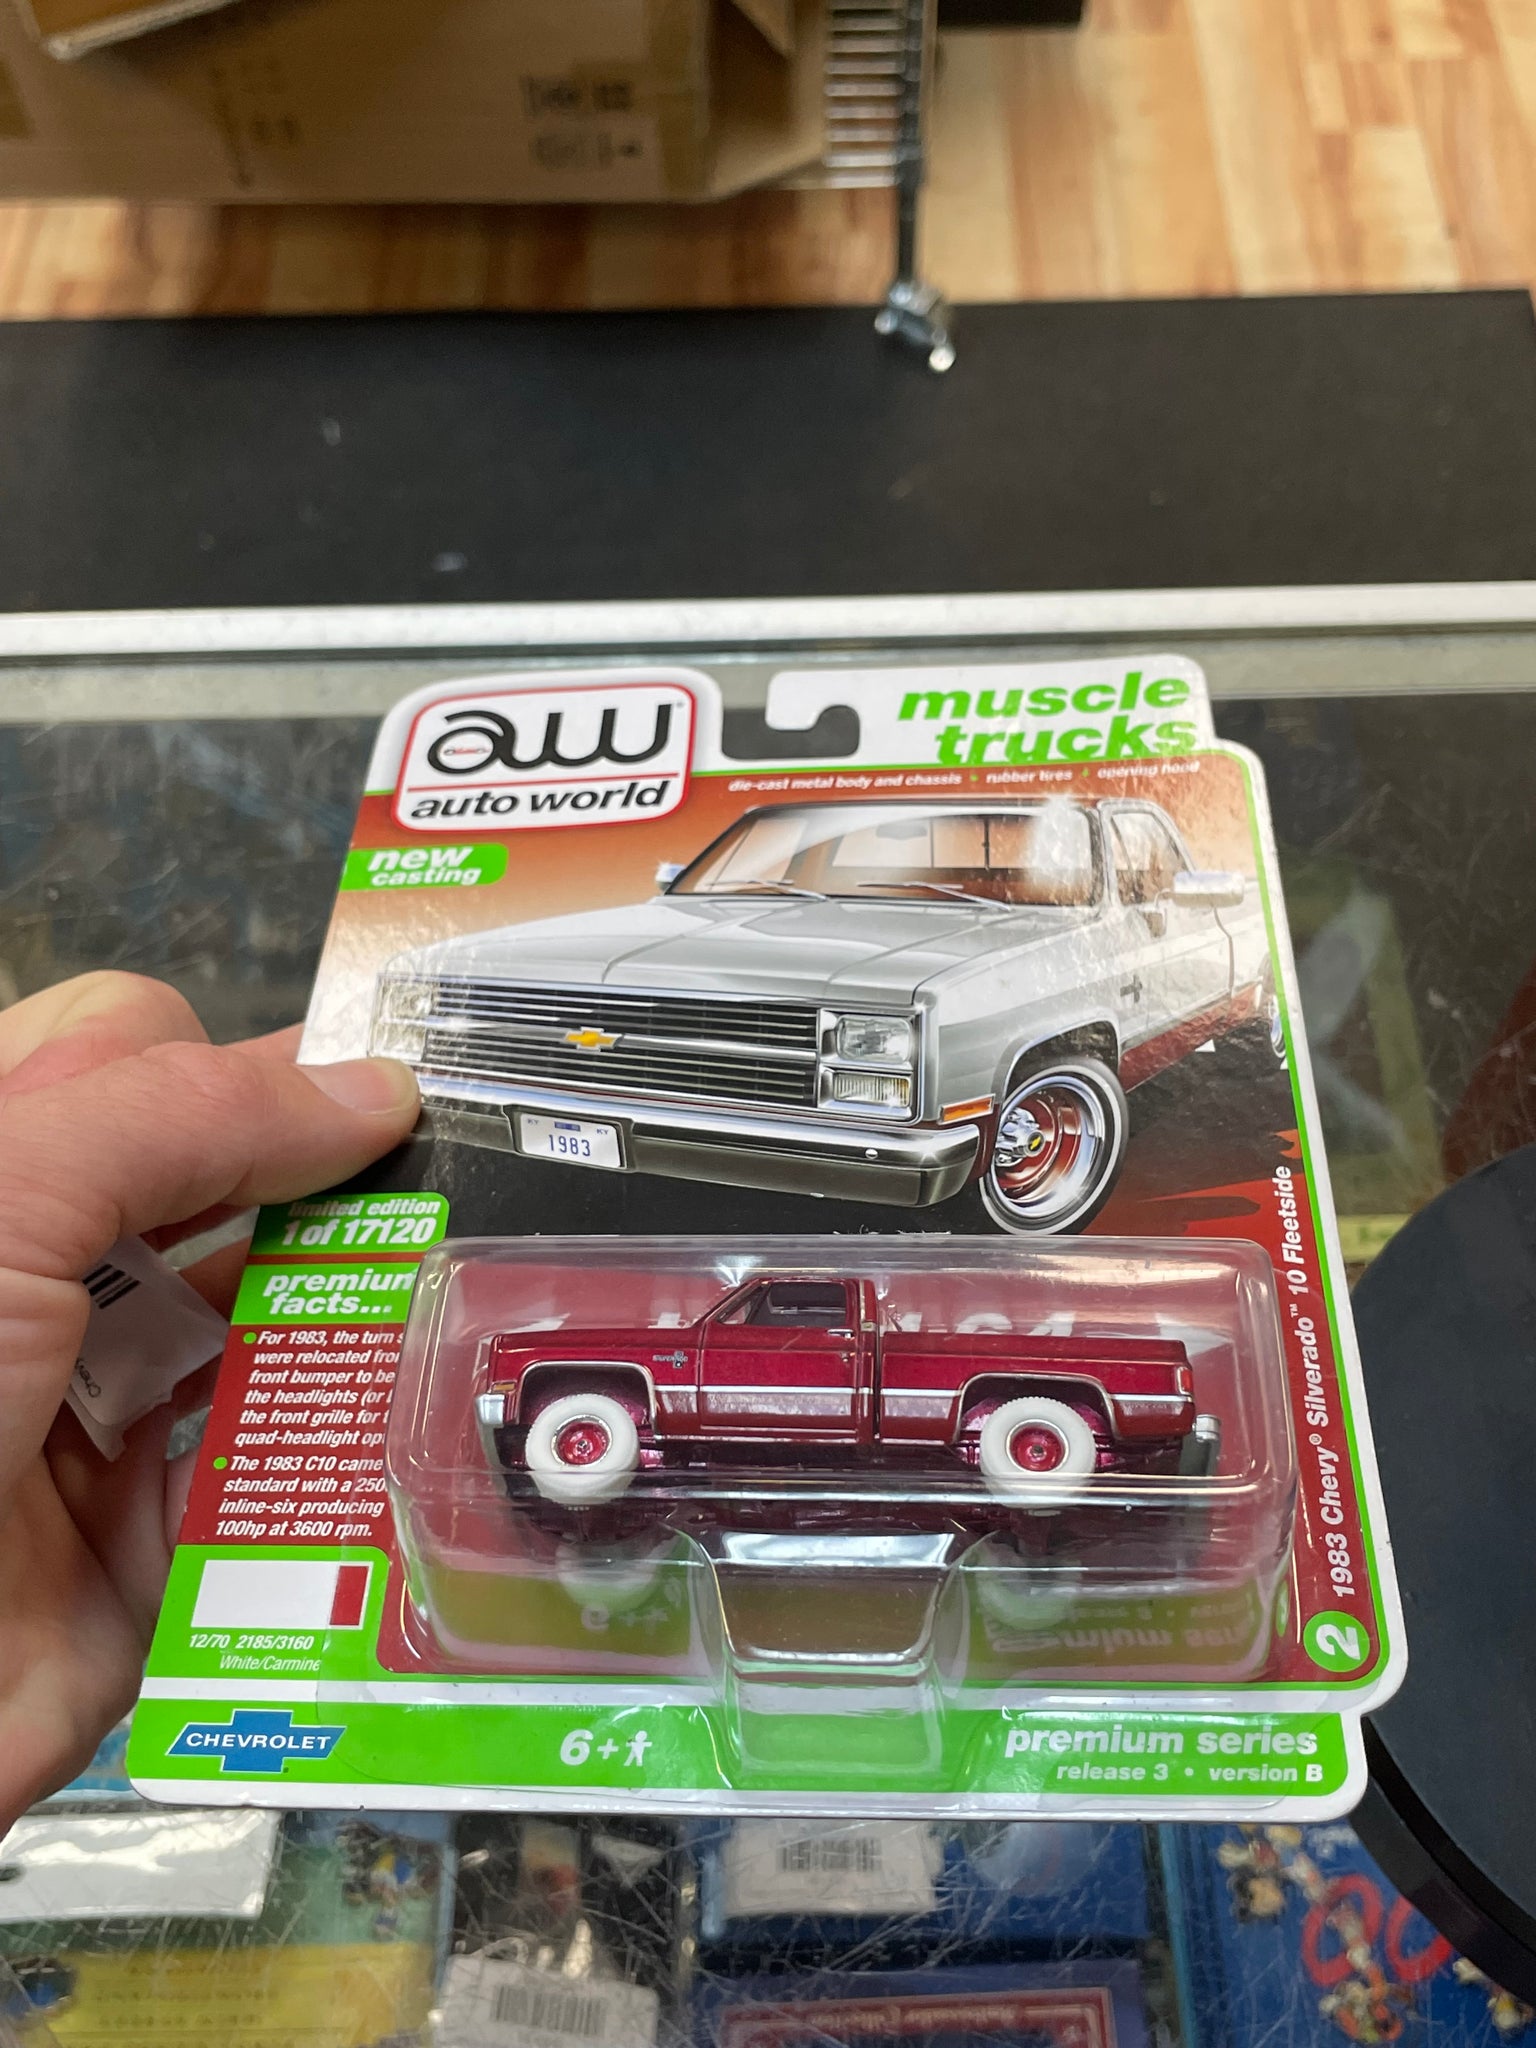 aw
auto world
muscle
trucks
die-cast metal body and chassis • rubber tires • opening hood
new
casting
KY KY
1983
limited edition
1 of 17120
premium
facts...
• For 1983, the turn
were relocated
front bumper to
the headlights (or
the front grille for
quad-headlight
• The 1983 C10 came
standard with a 250
inline-six producing
100hp at 3600 rpm.
12/70 2185/3160
White/Carmine
SILVERADO
1983 Chevy® Silverado™ 10 Fleetside
2
CHEVROLET
6+
premium series
release 3 • version B